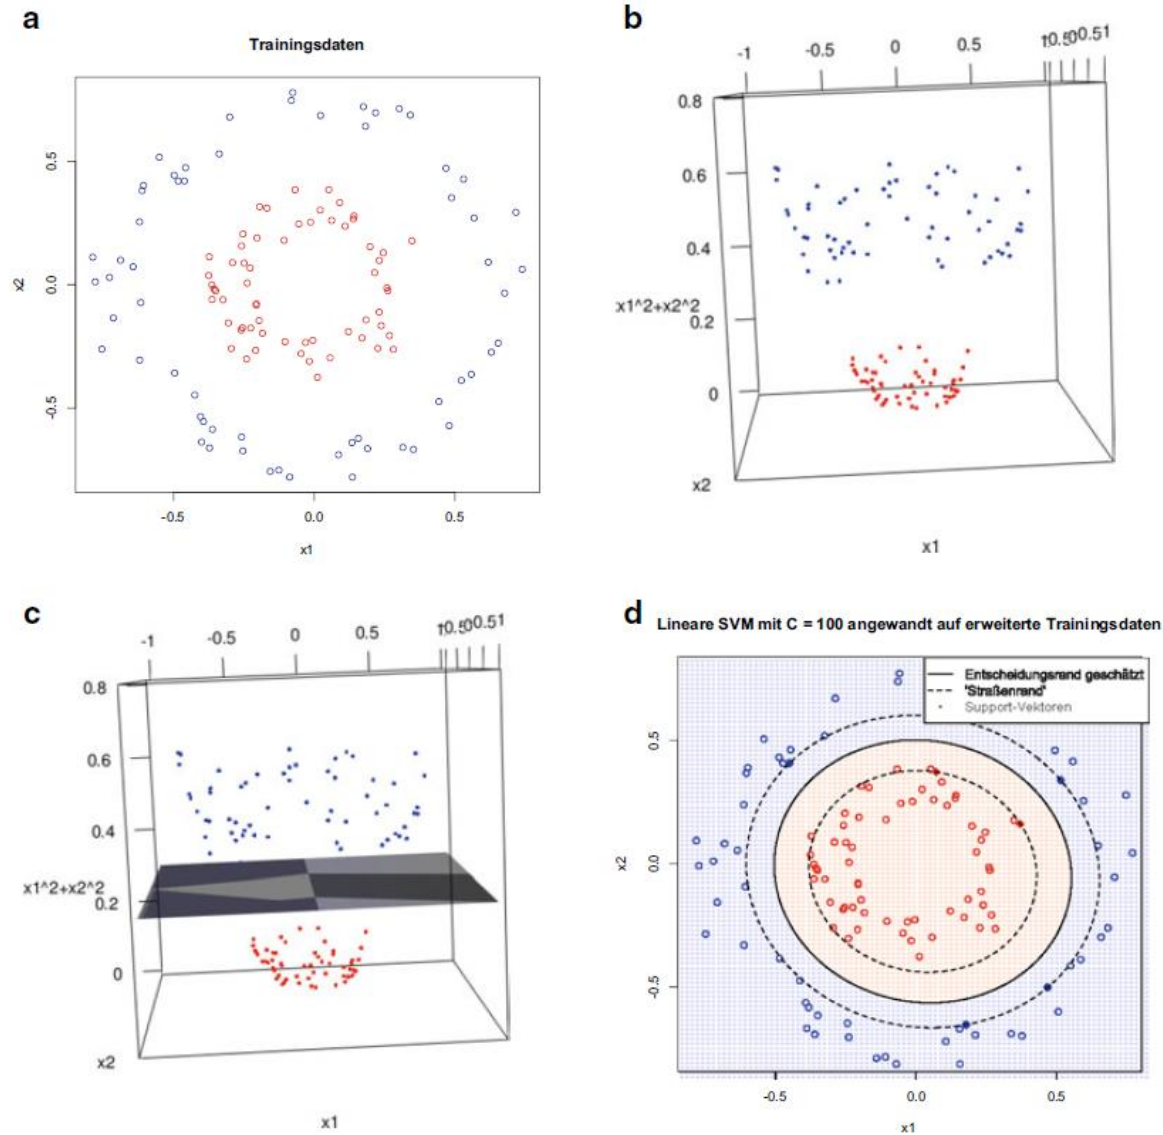 a
Trainingsdaten
x2
0.5
0.0
-0.5
-0.5
0.0
0.5
x1
b
-1
-0.5
0
0.5
0.8
0.6
0.4
x1^2+x2^2
0.2
0
x2
x1
c
-1
-0.5
0
0.5
0.8
0.6
0.4
x1^2+x2^2
0.2
0
x2
x1
d
Lineare SVM mit C = 100 angewandt auf erweiterte Trainingsdaten
Entscheidungsrand geschätzt
'Straßenrand'
Support-Vektoren
x2
0.5
0.0
-0.5
-0.5
0.0
0.5
x1